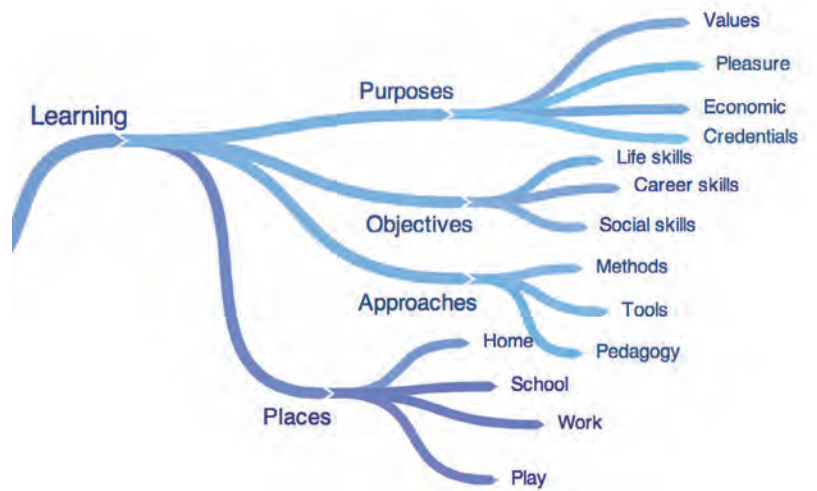 Learning
Purposes
Values
Pleasure
Economic
Credentials
Objectives
Life skills
Career skills
Social skills
Approaches
Methods
Tools
Pedagogy
Places
Home
School
Work
Play